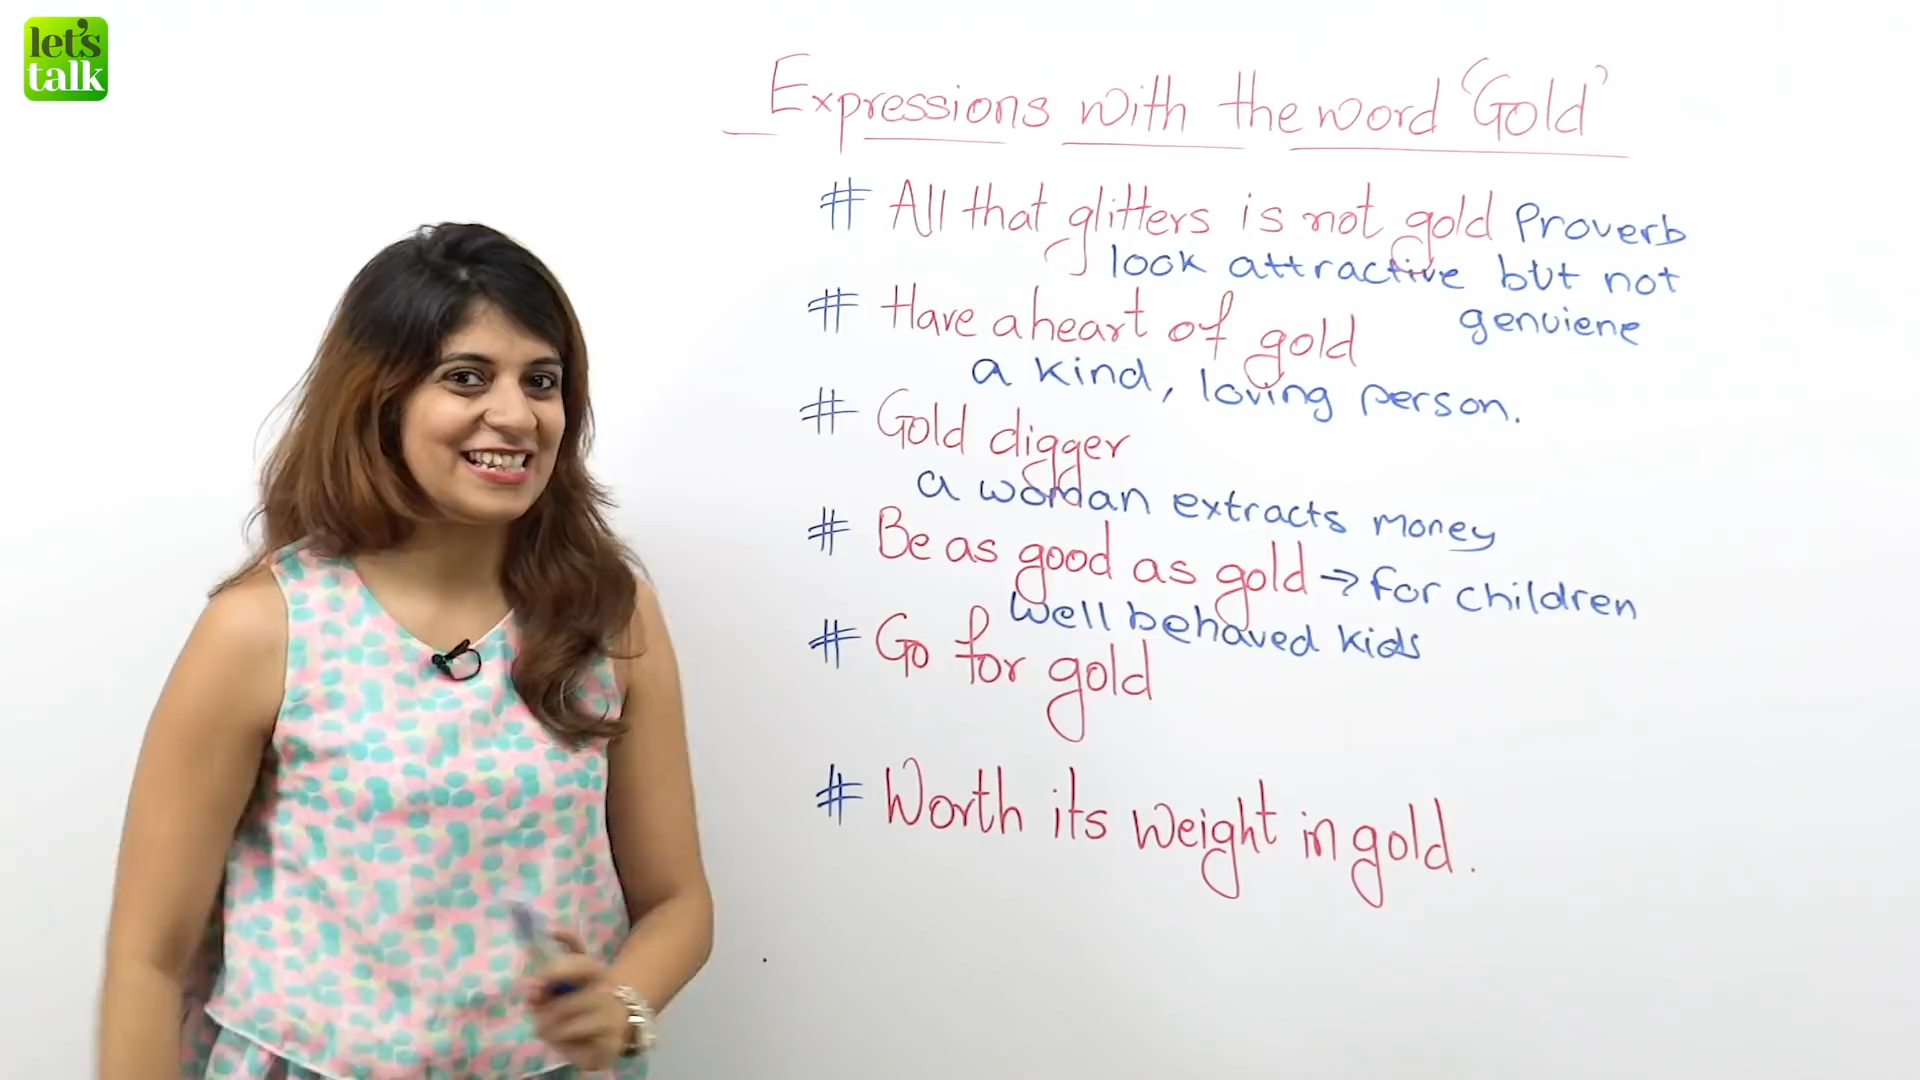 let's
talk
Expressions with the word 'Gold'
# All that glitters is not gold Proverb
look attractive but not
genuiene
# Have a heart of gold
a kind, loving person.
# Gold digger
a woman extracts money
# Be as good as gold → for children
well behaved kids
# Go for gold
# Worth its weight in gold.